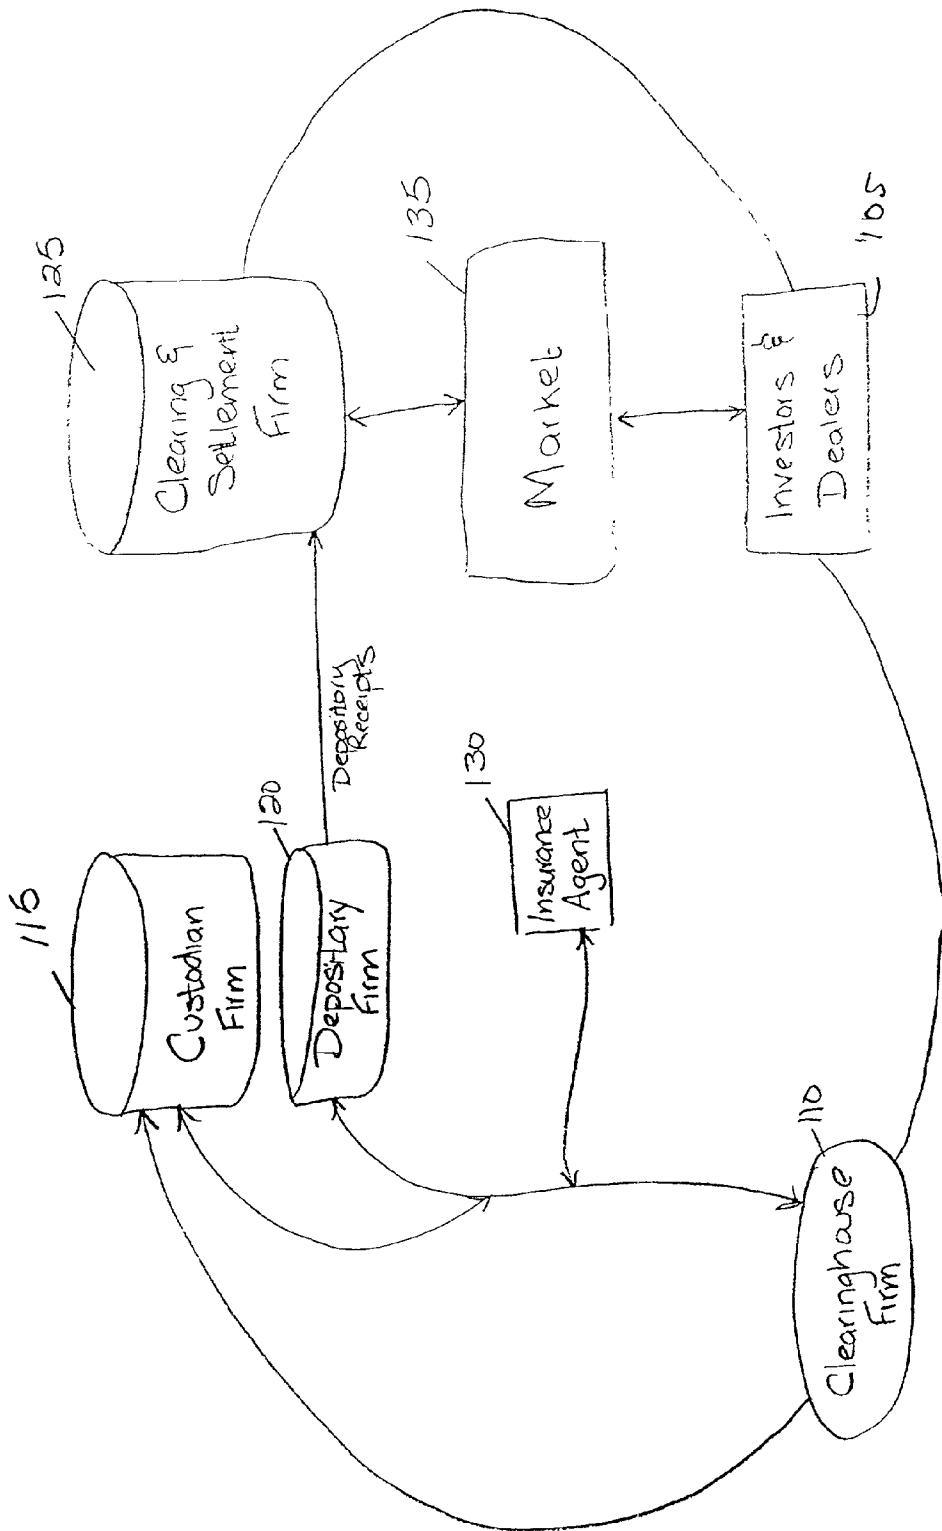 115
Custodian
Firm
120
Depositary
Firm
Depository
Receipts
125
Clearing &
Settlement
Firm
130
Insurance
Agent
135
Market
110
Clearinghouse
Firm
Investors &
Dealers
105